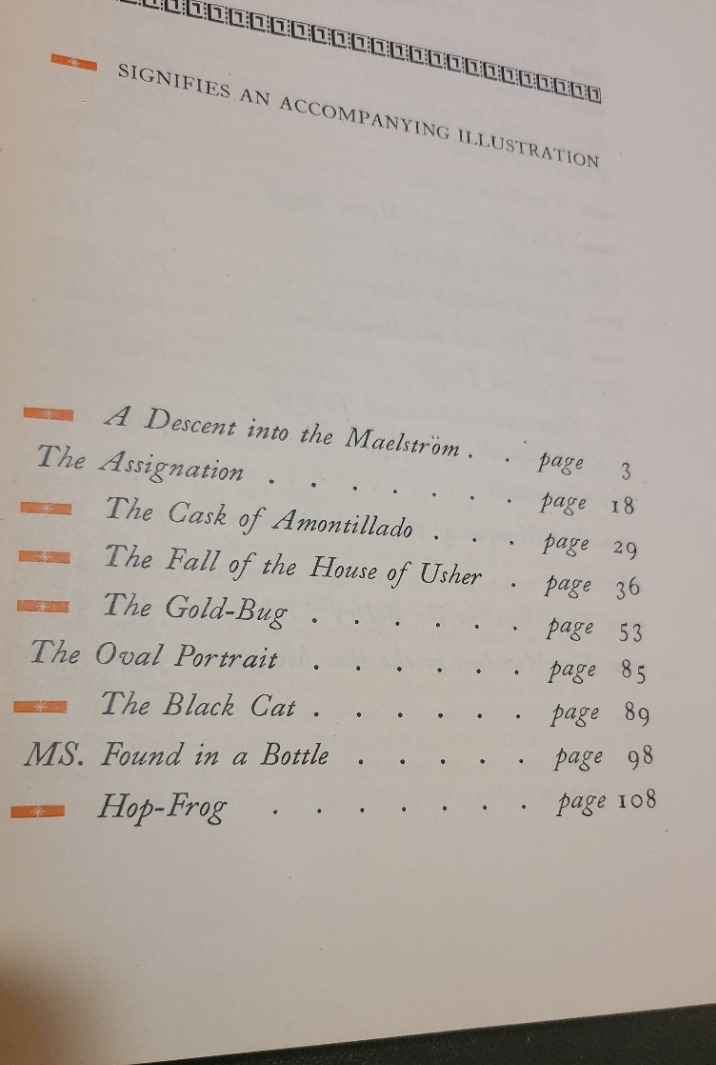 SIGNIFIES AN ACCOMPANYING ILLUSTRATION
A Descent into the Maelström . . page 3
The Assignation . . . . . . . page 18
The Cask of Amontillado . . . page 29
The Fall of the House of Usher . page 36
The Gold-Bug . . . . . . page 53
The Oval Portrait . . . . . . page 85
The Black Cat . . . . . . page 89
MS. Found in a Bottle . . . . . page 98
Hop-Frog . . . . . . . page 108